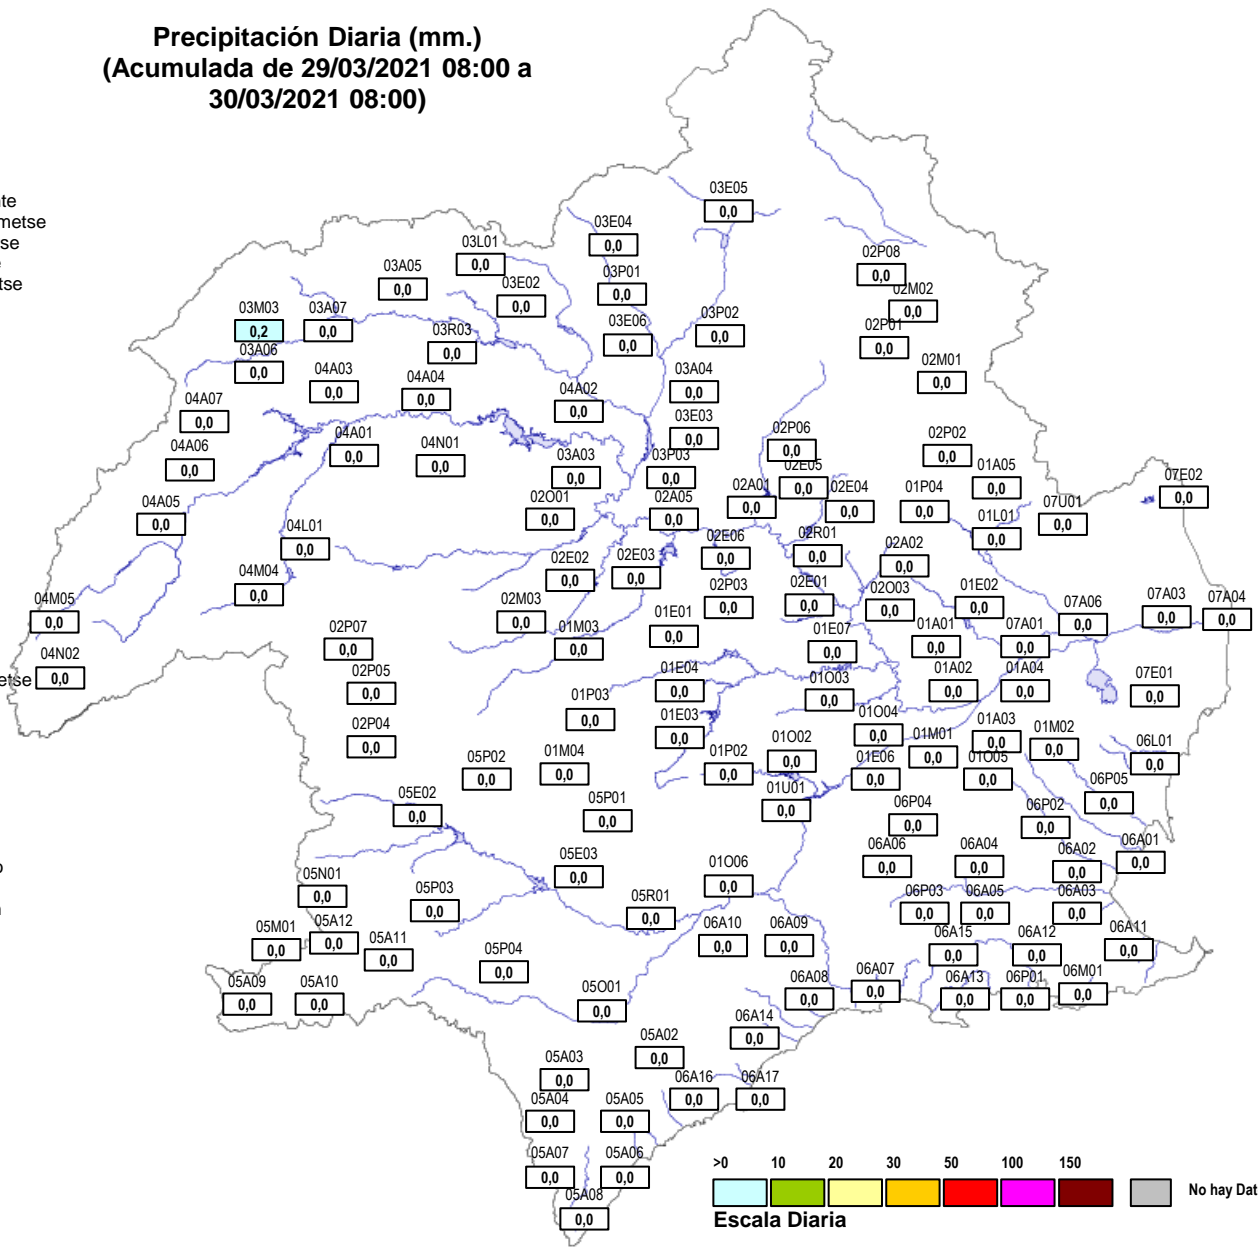 Precipitación Diaria (mm.)
(Acumulada de 29/03/2021 08:00 a
30/03/2021 08:00)
03E05
0,0
03E04
0,0
03L01
0,0
03A05
0,0
03E02
0,0
03P01
0,0
02P08
0,0
02M02
0,0
03M03
0,2
03A07
0,0
03R03
0,0
03E06
0,0
03P02
0,0
02P01
0,0
03A06
0,0
04A03
0,0
04A04
0,0
04A02
0,0
03A04
0,0
02M01
0,0
04A07
0,0
03E03
0,0
04A06
0,0
04A01
0,0
04N01
0,0
03A03
0,0
03P03
0,0
02P06
0,0
02E05
0,0
02P02
0,0
01A05
0,0
07E02
0,0
04A05
0,0
02O01
0,0
02A05
0,0
02A01
0,0
02E04
0,0
01P04
0,0
07U01
0,0
04L01
0,0
01L01
0,0
02E06
0,0
02R01
0,0
02A02
0,0
04M04
0,0
02E02
0,0
02E03
0,0
04M05
0,0
02M03
0,0
02P03
0,0
02E01
0,0
02O03
0,0
01E02
0,0
07A06
0,0
07A03
0,0
07A04
0,0
02P07
0,0
01M03
0,0
01E01
0,0
01E07
0,0
01A01
0,0
07A01
0,0
04N02
0,0
etse
02P05
0,0
01P03
0,0
01E04
0,0
01O03
0,0
01A02
0,0
01A04
0,0
07E01
0,0
02P04
0,0
01E03
0,0
01O04
0,0
01A03
0,0
01M02
0,0
05P02
0,0
01M04
0,0
01P02
0,0
01O02
0,0
01M01
0,0
01E06
0,0
01O05
0,0
06L01
0,0
05E02
0,0
05P01
0,0
01U01
0,0
06P04
0,0
06P02
0,0
06P05
0,0
05E03
0,0
01O06
0,0
06A06
0,0
06A04
0,0
06A02
0,0
06A01
0,0
05N01
0,0
05P03
0,0
05R01
0,0
06P03
0,0
06A05
0,0
06A03
0,0
05M01
0,0
05A12
0,0
05A11
0,0
05P04
0,0
06A10
0,0
06A09
0,0
06A15
0,0
06A12
0,0
06A11
0,0
05A09
0,0
05A10
0,0
05O01
0,0
06A08
0,0
06A07
0,0
06A13
0,0
06P01
0,0
06M01
0,0
05A02
0,0
06A14
0,0
05A03
0,0
06A16
0,0
06A17
0,0
05A04
0,0
05A05
0,0
05A07
0,0
05A06
0,0
05A08
0,0
>0 10 20 30 50 100 150
No hay Dat
Escala Diaria